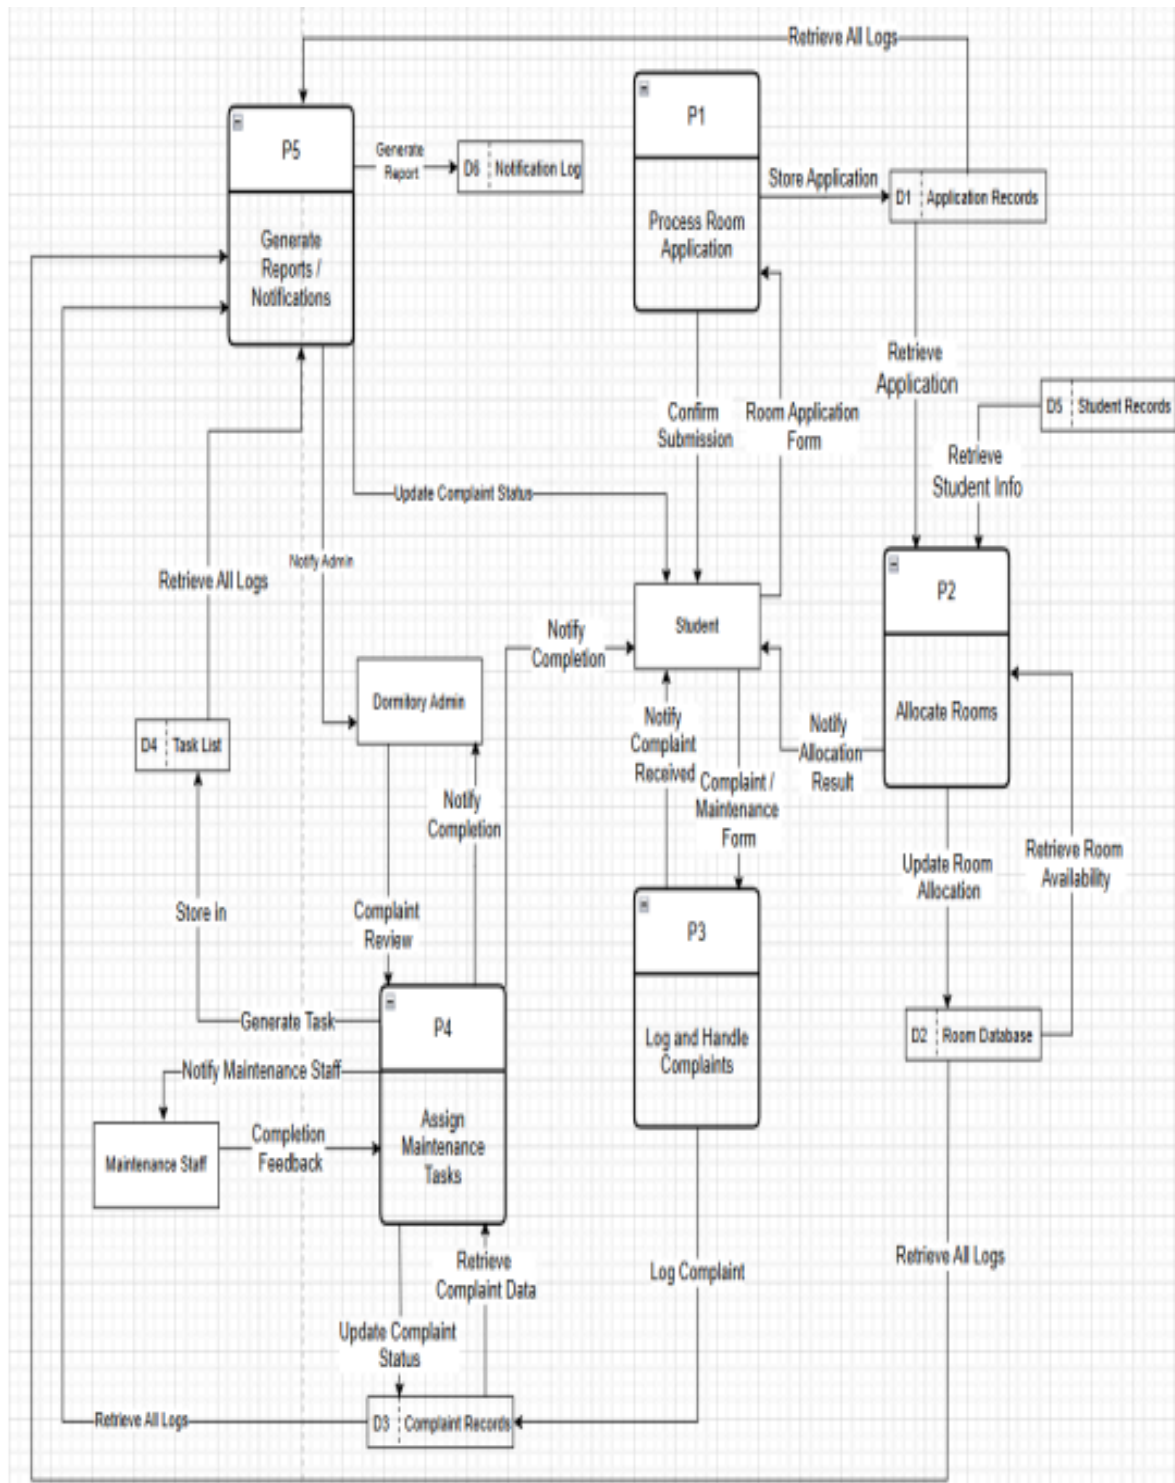 Retrieve All Logs
P5
Generate
Reports /
Notifications
Generate
Report
D6
Notification Log
P1
Process Room
Application
Store Application
D1
Application Records
Retrieve
Application
D5
Student Records
Retrieve
Student Info
Confirm
Submission
Room Application
Form
Update Complaint Status
Notify Admin
Retrieve All Logs
P2
Allocate Rooms
Student
Notify
Completion
Dormitory Admin
D4
Task List
Notify
Complaint
Received
Complaint /
Maintenance
Form
Notify
Allocation
Result
Notify
Completion
Update Room
Allocation
Retrieve Room
Availability
Store In
Complaint
Review
P3
Log and Handle
Complaints
Generate Task
P4
Assign
Maintenance
Tasks
D2
Room Database
Notify Maintenance Staff
Maintenance Staff
Completion
Feedback
Retrieve
Complaint Data
Log Complaint
Retrieve All Logs
Update Complaint
Status
Retrieve All Logs
D3
Complaint Records